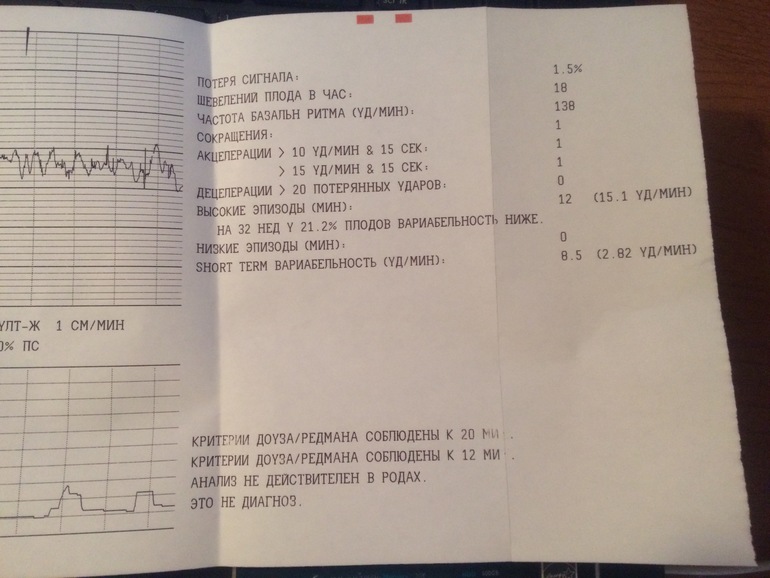 ПОТЕРЯ СИГНАЛА: 1.5%
ШЕВЕЛЕНИЙ ПЛОДА В ЧАС: 18
ЧАСТОТА БАЗАЛЬН РИТМА (УД/МИН): 138
СОКРАЩЕНИЯ: 1
АКЦЕЛЕРАЦИИ > 10 УД/МИН & 15 СЕК: 1
> 15 УД/МИН & 15 СЕК: 1
ДЕЦЕЛЕРАЦИИ > 20 ПОТЕРЯННЫХ УДАРОВ: 0
ВЫСОКИЕ ЭПИЗОДЫ (МИН): 12 (15.1 УД/МИН)
НА 32 НЕД У 21.2% ПЛОДОВ ВАРИАБЕЛЬНОСТЬ НИЖЕ.
НИЗКИЕ ЭПИЗОДЫ (МИН): 0
SHORT TERM ВАРИАБЕЛЬНОСТЬ (УД/МИН): 8.5 (2.82 УД/МИН)
УЛТ-Ж 1 СМ/МИН
0% ПС
КРИТЕРИИ ДОУЗА/РЕДМАНА СОБЛЮДЕНЫ К 20 МИ .
КРИТЕРИИ ДОУЗА/РЕДМАНА СОБЛЮДЕНЫ К 12 МИ .
АНАЛИЗ НЕ ДЕЙСТВИТЕЛЕН В РОДАХ.
ЭТО НЕ ДИАГНОЗ.